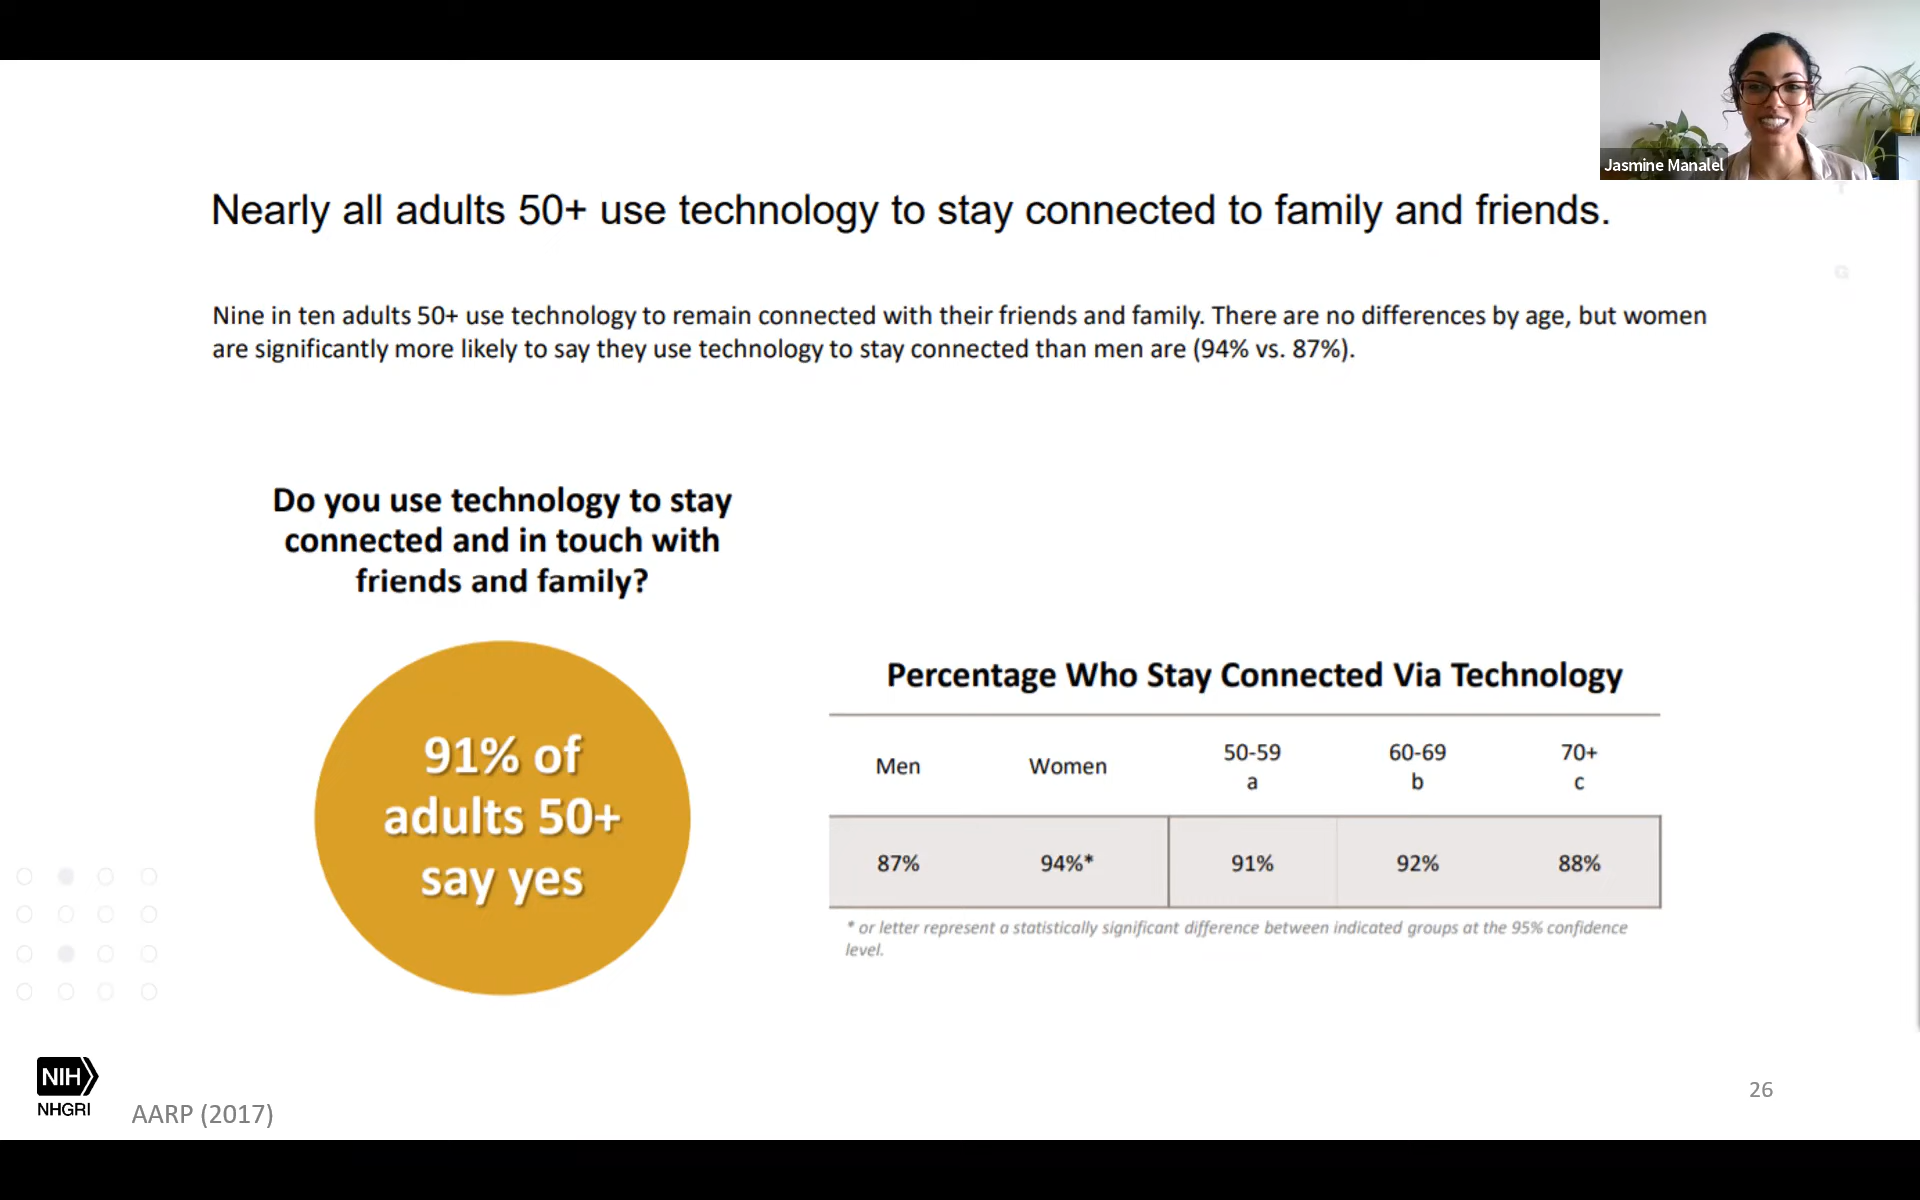 Jasmine Manalel
Nearly all adults 50+ use technology to stay connected to family and friends.
Nine in ten adults 50+ use technology to remain connected with their friends and family. There are no differences by age, but women
are significantly more likely to say they use technology to stay connected than men are (94% vs. 87%).
Do you use technology to stay
connected and in touch with
friends and family?
91% of
adults 50+
say yes
Percentage Who Stay Connected Via Technology
Men Women 50-59 60-69 70+
a b c
87% 94%* 91% 92% 88%
* or letter represent a statistically significant difference between indicated groups at the 95% confidence
level.
NIH
NHGRI
AARP (2017)
26